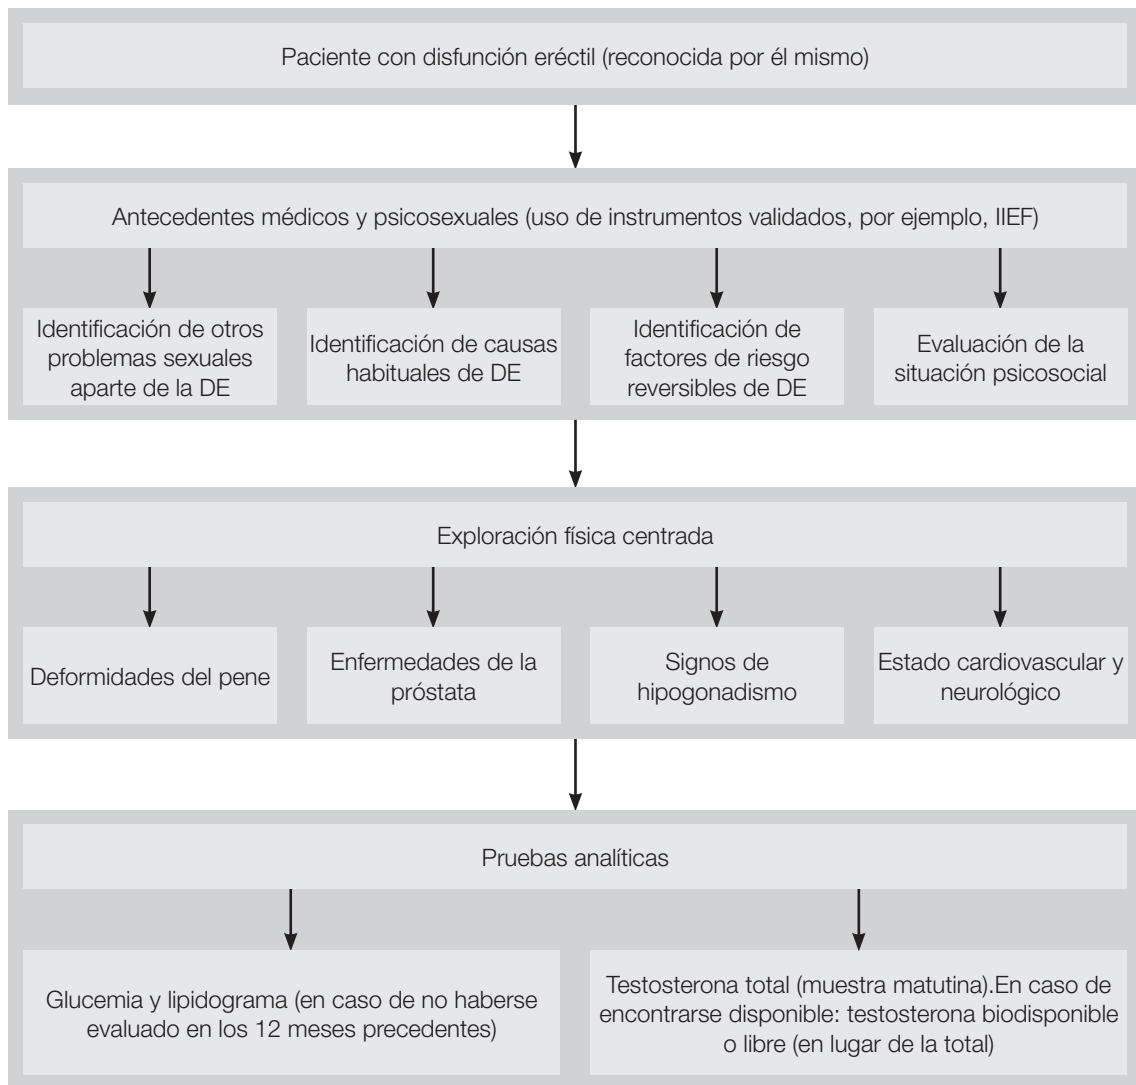 Paciente con disfunción eréctil (reconocida por él mismo)
Antecedentes médicos y psicosexuales (uso de instrumentos validados, por ejemplo, IIEF)
Identificación de otros
problemas sexuales
aparte de la DE
Identificación de causas
habituales de DE
Identificación de
factores de riesgo
reversibles de DE
Evaluación de la
situación psicosocial
Exploración física centrada
Deformidades del pene
Enfermedades de la
próstata
Signos de
hipogonadismo
Estado cardiovascular y
neurológico
Pruebas analíticas
Glucemia y lipidograma (en caso de no haberse
evaluado en los 12 meses precedentes)
Testosterona total (muestra matutina).En caso de
encontrarse disponible: testosterona biodisponible
o libre (en lugar de la total)